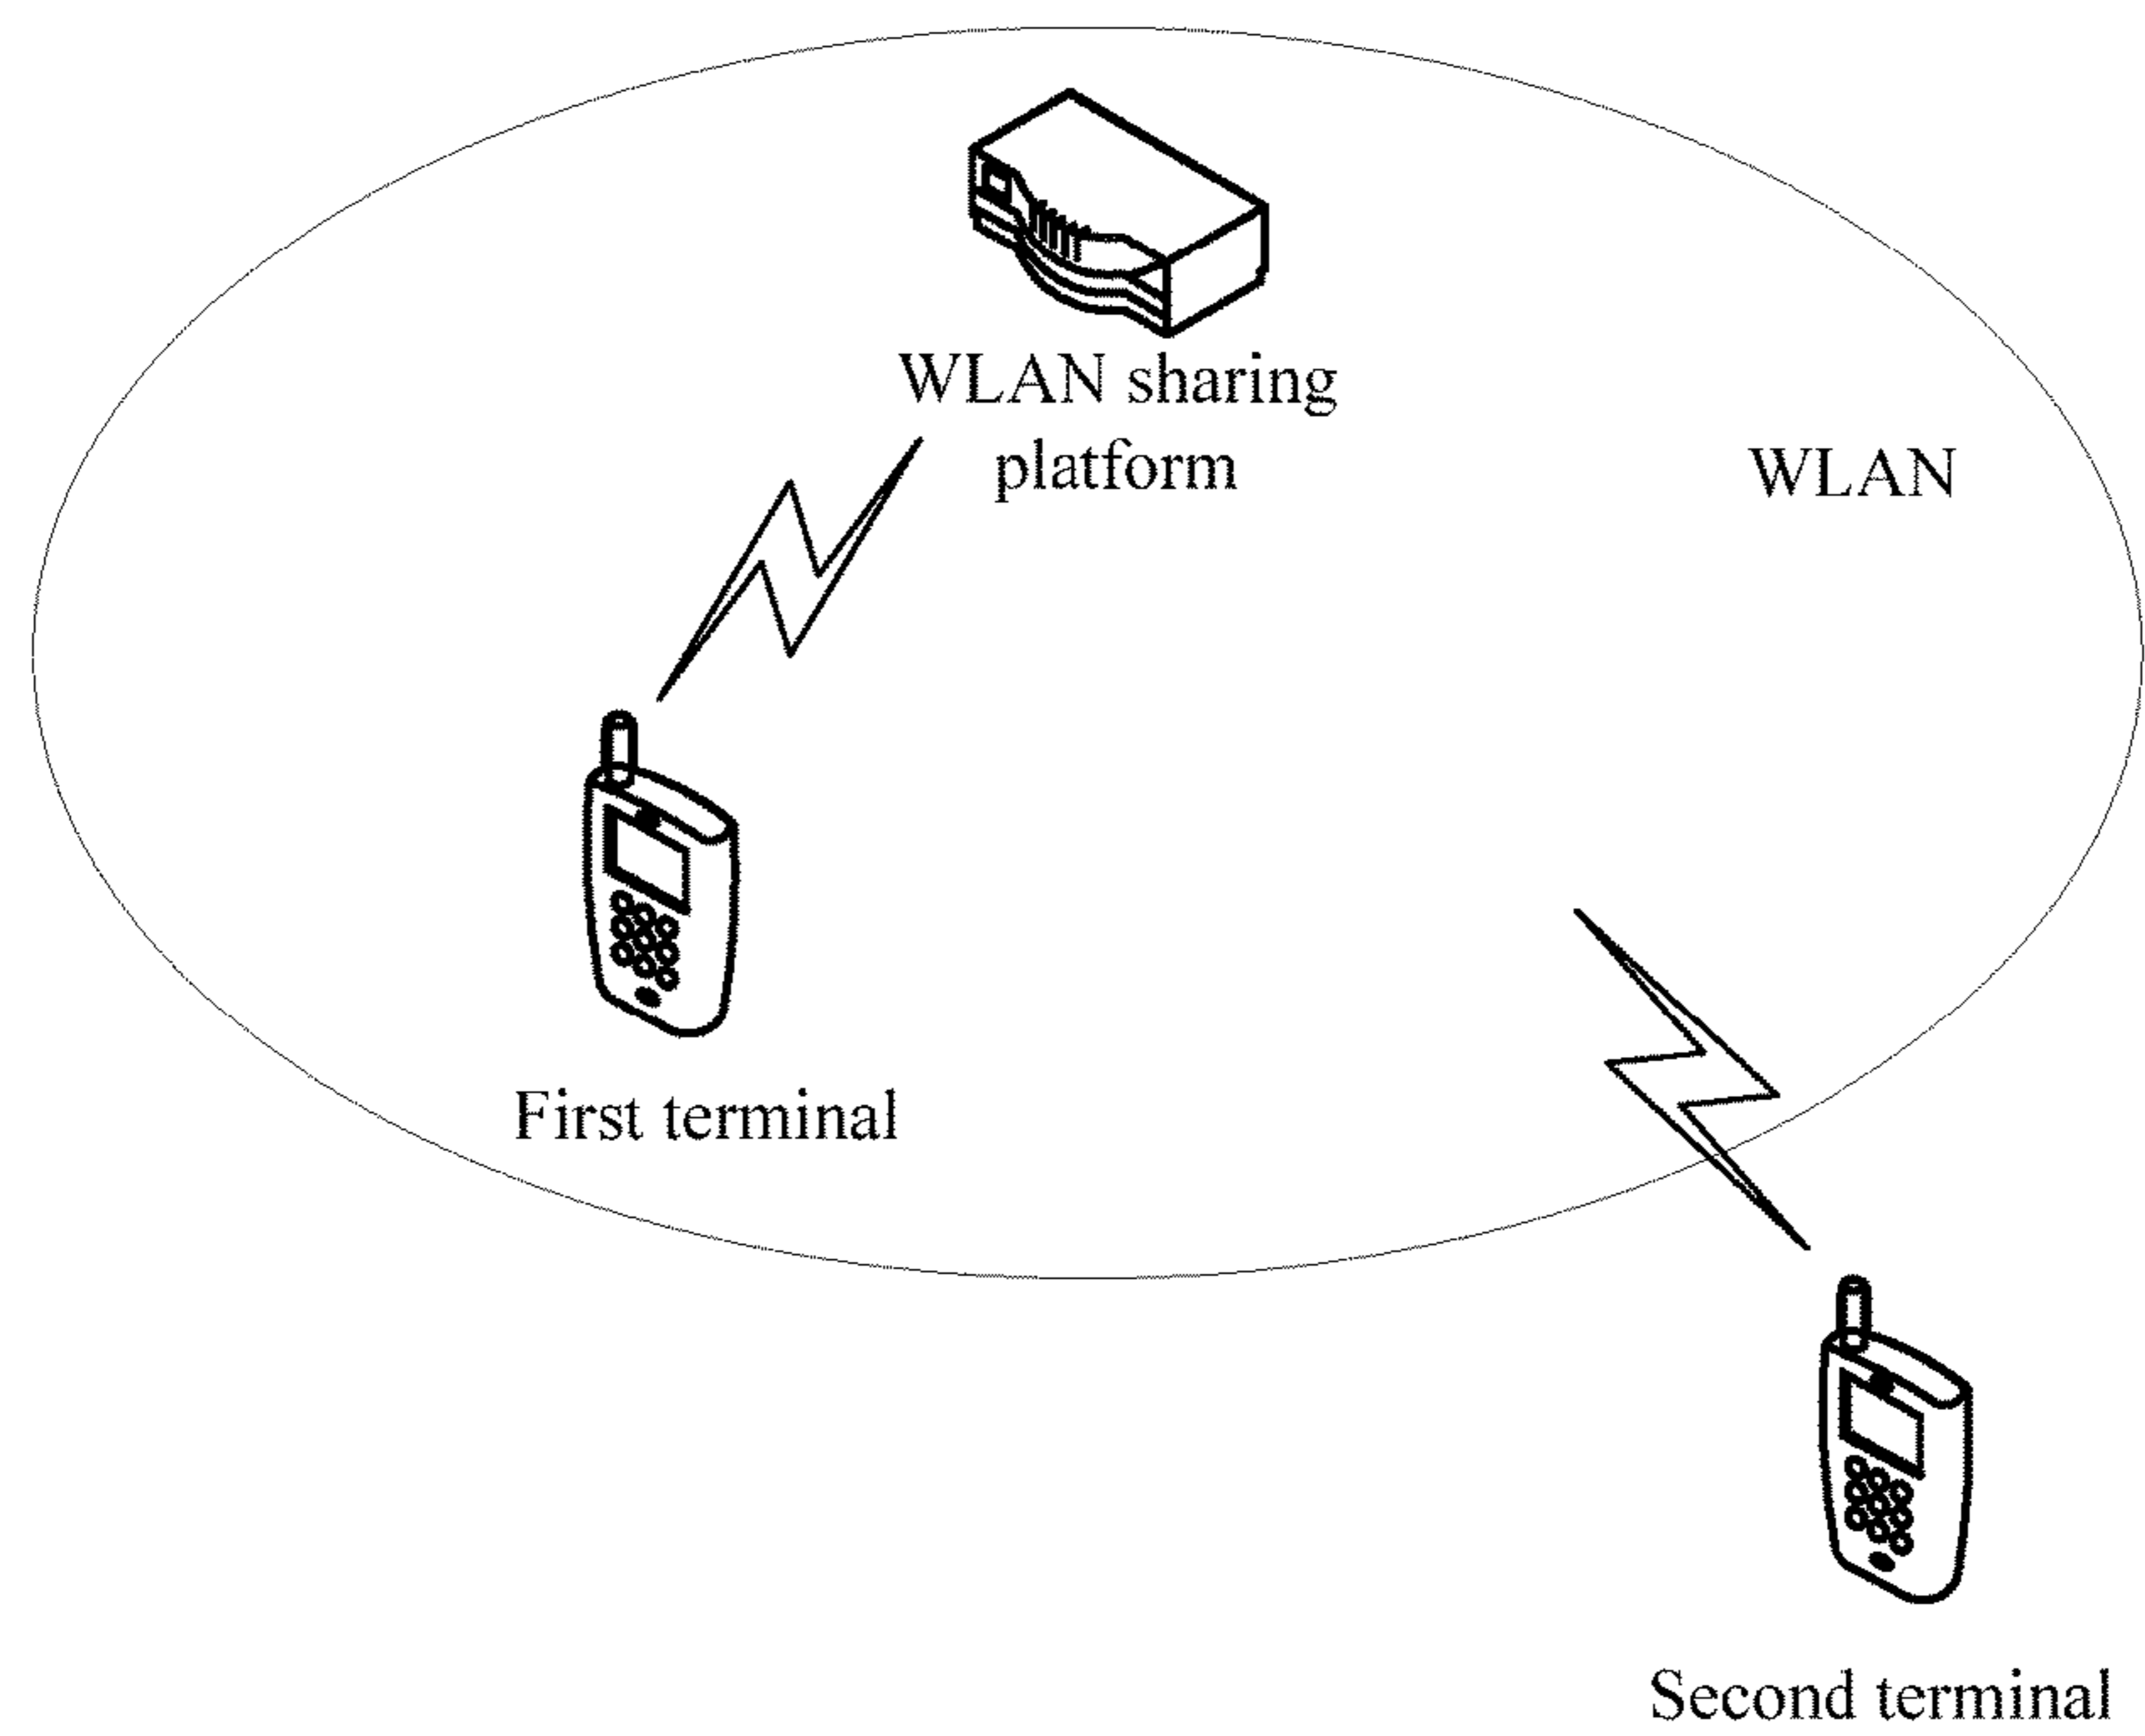 WLAN sharing
platform
WLAN
First terminal
Second terminal